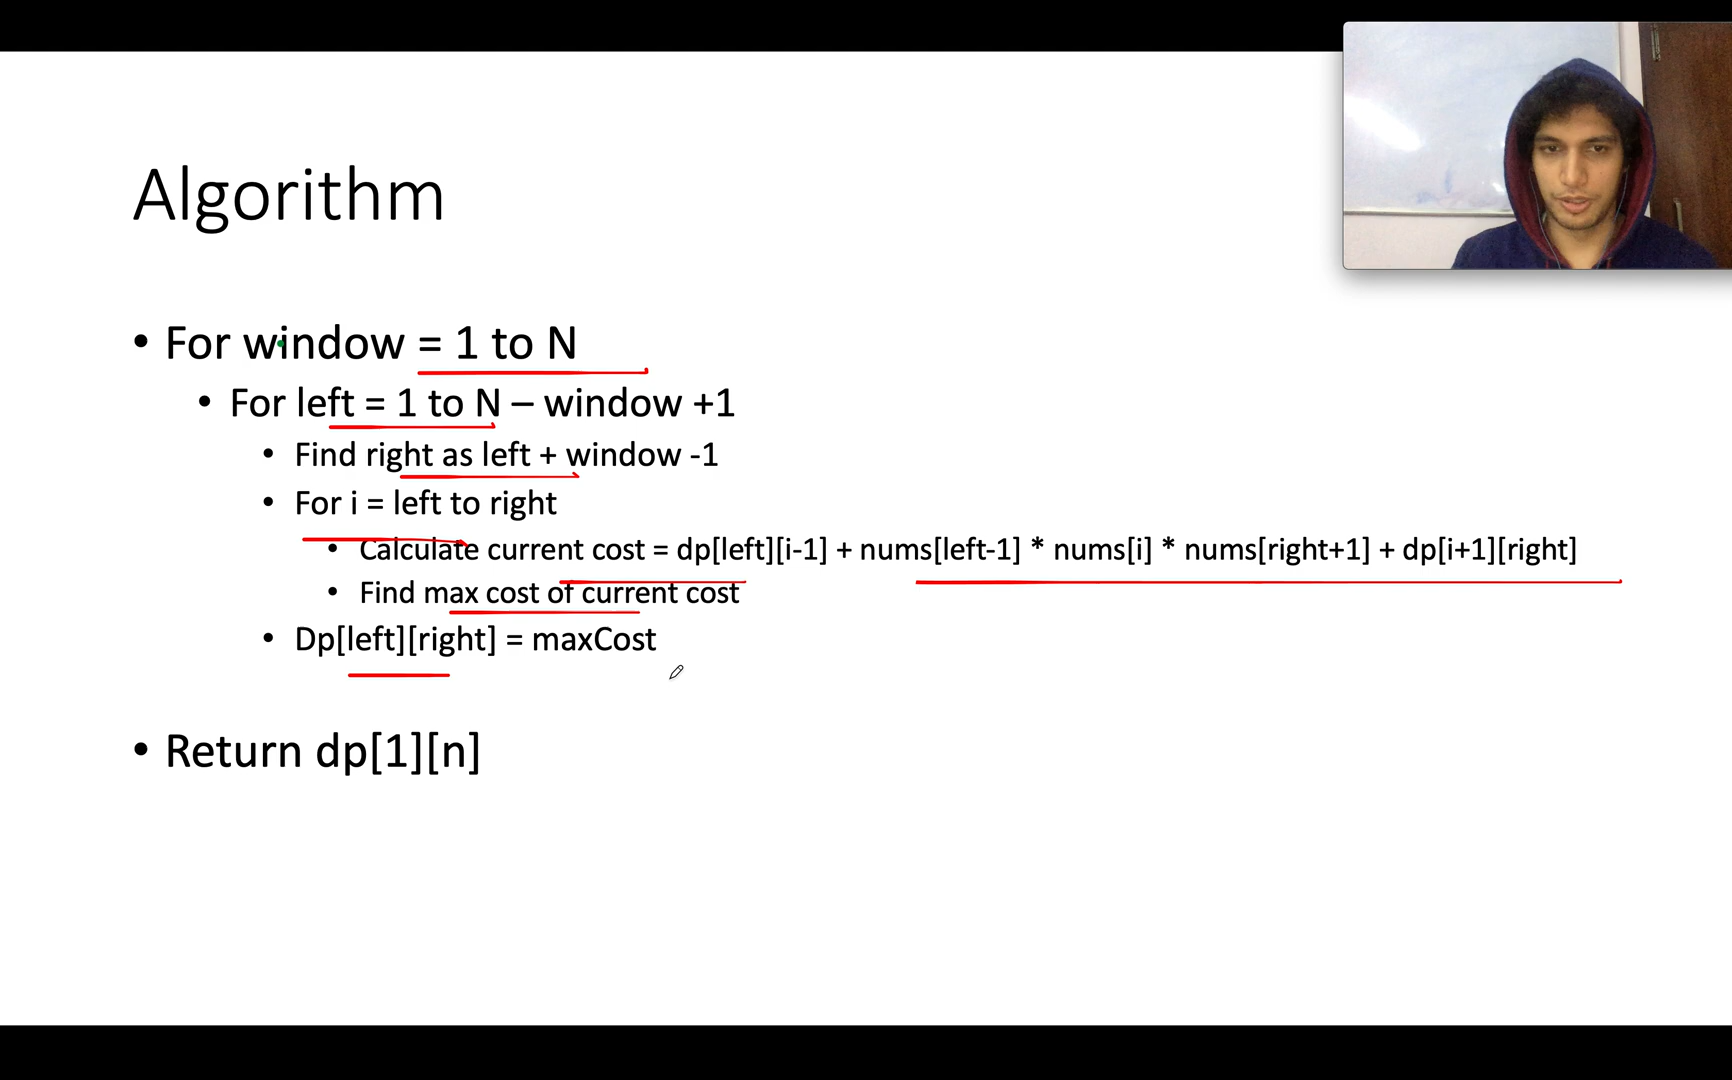 Algorithm
• For window = 1 to N
• For left = 1 to N – window +1
• Find right as left + window -1
• For i = left to right
• Calculate current cost = dp[left][i-1] + nums[left-1] * nums[i] * nums[right+1] + dp[i+1][right]
• Find max cost of current cost
• Dp[left][right] = maxCost
• Return dp[1][n]